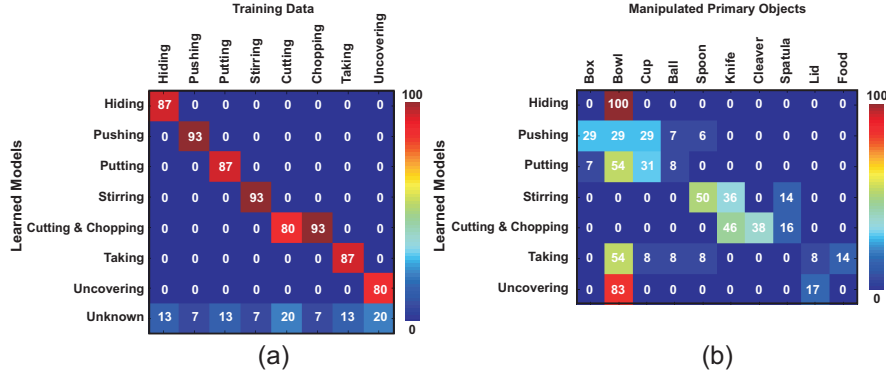 Training Data
Hiding Pushing Putting Stirring Cutting Chopping Taking Uncovering
Learned Models
Hiding 87 0 0 0 0 0 0 0
Pushing 0 93 0 0 0 0 0 0
Putting 0 0 87 0 0 0 0 0
Stirring 0 0 0 93 0 0 0 0
Cutting & Chopping 0 0 0 0 80 93 0 0
Taking 0 0 0 0 0 0 87 0
Uncovering 0 0 0 0 0 0 0 80
Unknown 13 7 13 7 20 7 13 20
100
0
(a)
Manipulated Primary Objects
Box Bowl Cup Ball Spoon Knife Cleaver Spatula Lid Food
Learned Models
Hiding 0 100 0 0 0 0 0 0 0 0
Pushing 29 29 29 7 6 0 0 0 0 0
Putting 7 54 31 8 0 0 0 0 0 0
Stirring 0 0 0 0 50 36 0 14 0 0
Cutting & Chopping 0 0 0 0 0 46 38 16 0 0
Taking 0 54 8 8 8 0 0 0 8 14
Uncovering 0 83 0 0 0 0 0 0 17 0
100
0
(b)